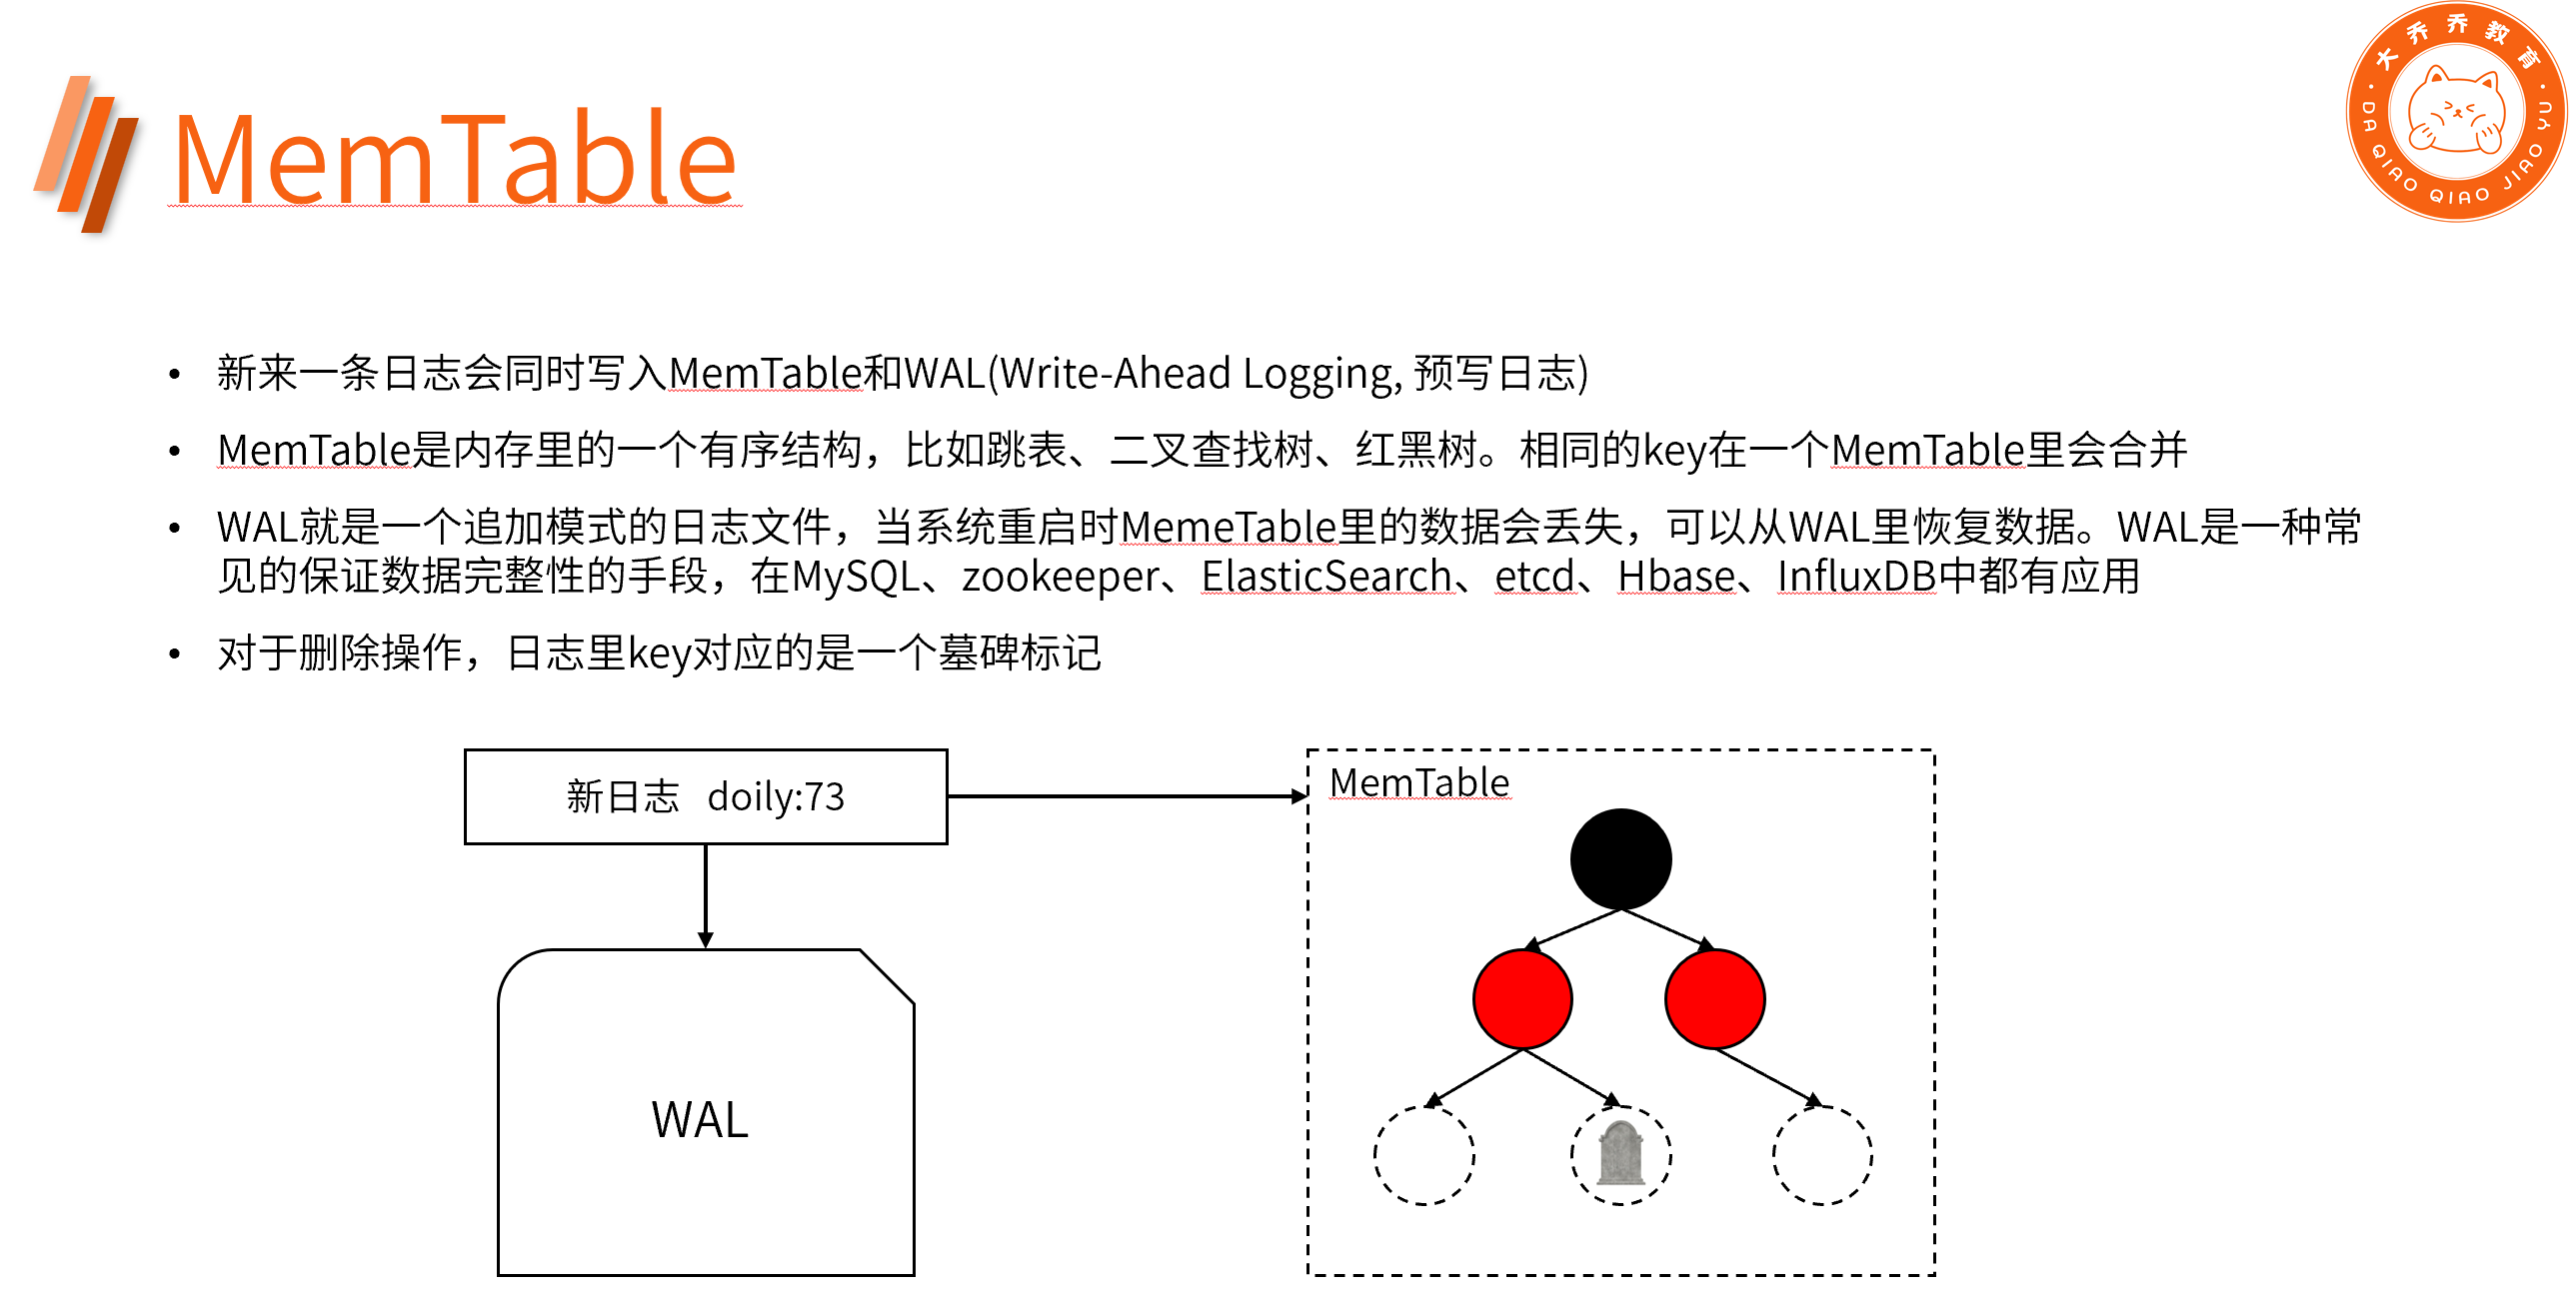 MemTable
大乔乔教育
DA QIAO QIAO JIAO YU
• 新来一条日志会同时写入MemTable和WAL(Write-Ahead Logging, 预写日志)
• MemTable是内存里的一个有序结构，比如跳表、二叉查找树、红黑树。相同的key在一个MemTable里会合并
• WAL就是一个追加模式的日志文件，当系统重启时MemeTable里的数据会丢失，可以从WAL里恢复数据。WAL是一种常
见的保证数据完整性的手段，在MySQL、zookeeper、ElasticSearch、etcd、Hbase、InfluxDB中都有应用
• 对于删除操作，日志里key对应的是一个墓碑标记
新日志 doily:73
MemTable
WAL